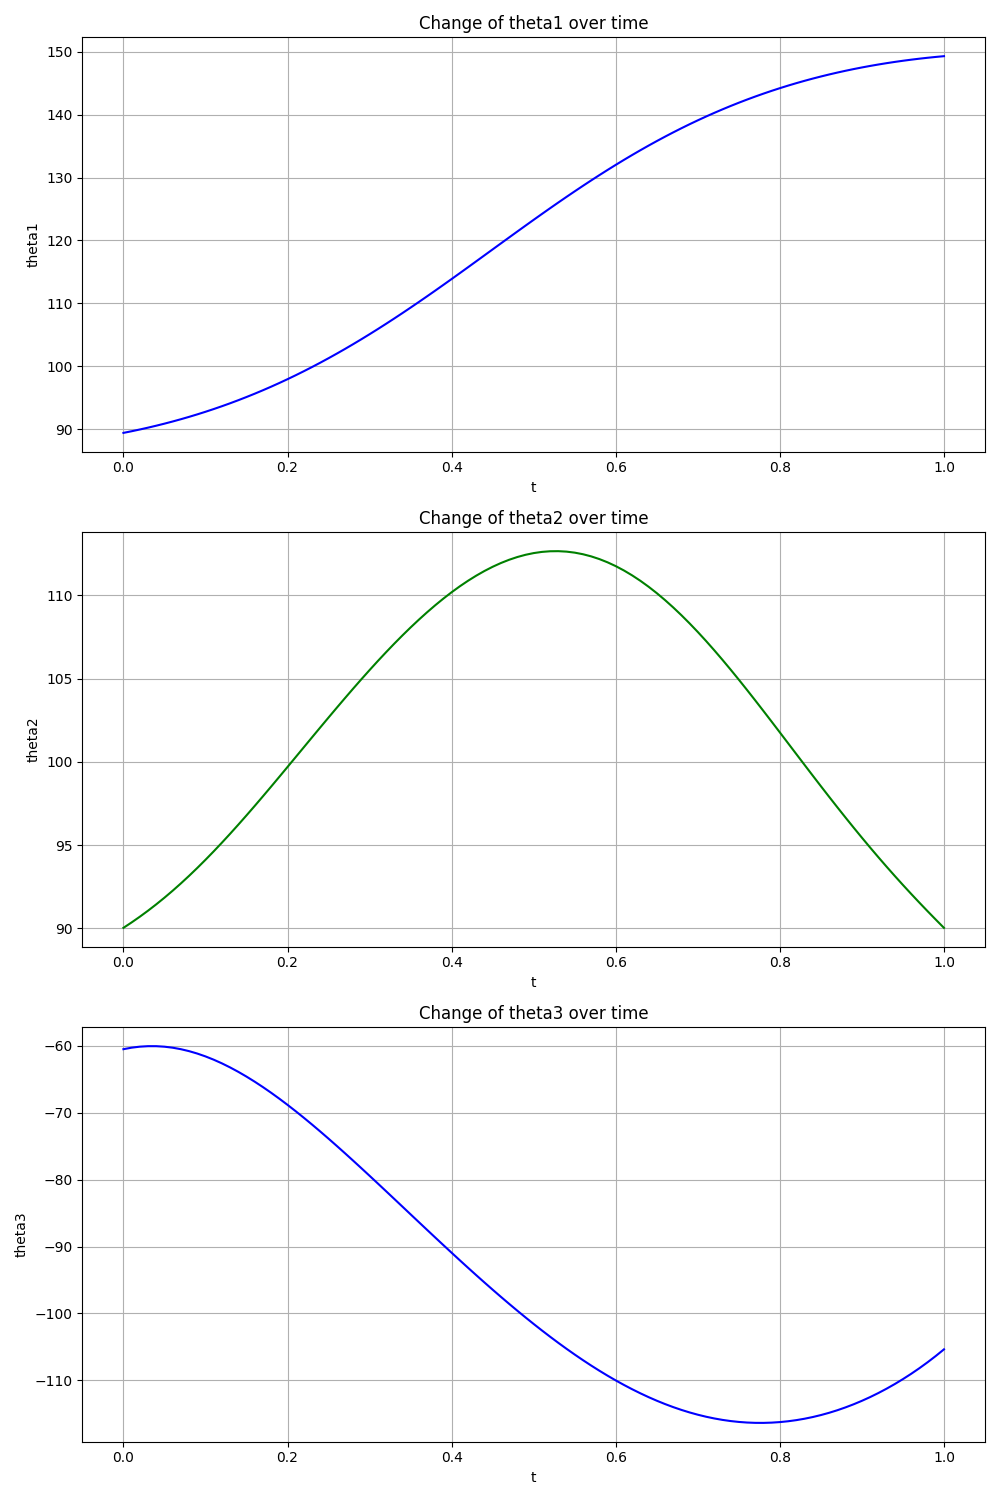 Change of theta1 over time
150
140
130
120
110
100
90
theta1
0.0 0.2 0.4 0.6 0.8 1.0
t
Change of theta2 over time
110
105
100
95
90
theta2
0.0 0.2 0.4 0.6 0.8 1.0
t
Change of theta3 over time
−60
−70
−80
−90
−100
−110
theta3
0.0 0.2 0.4 0.6 0.8 1.0
t